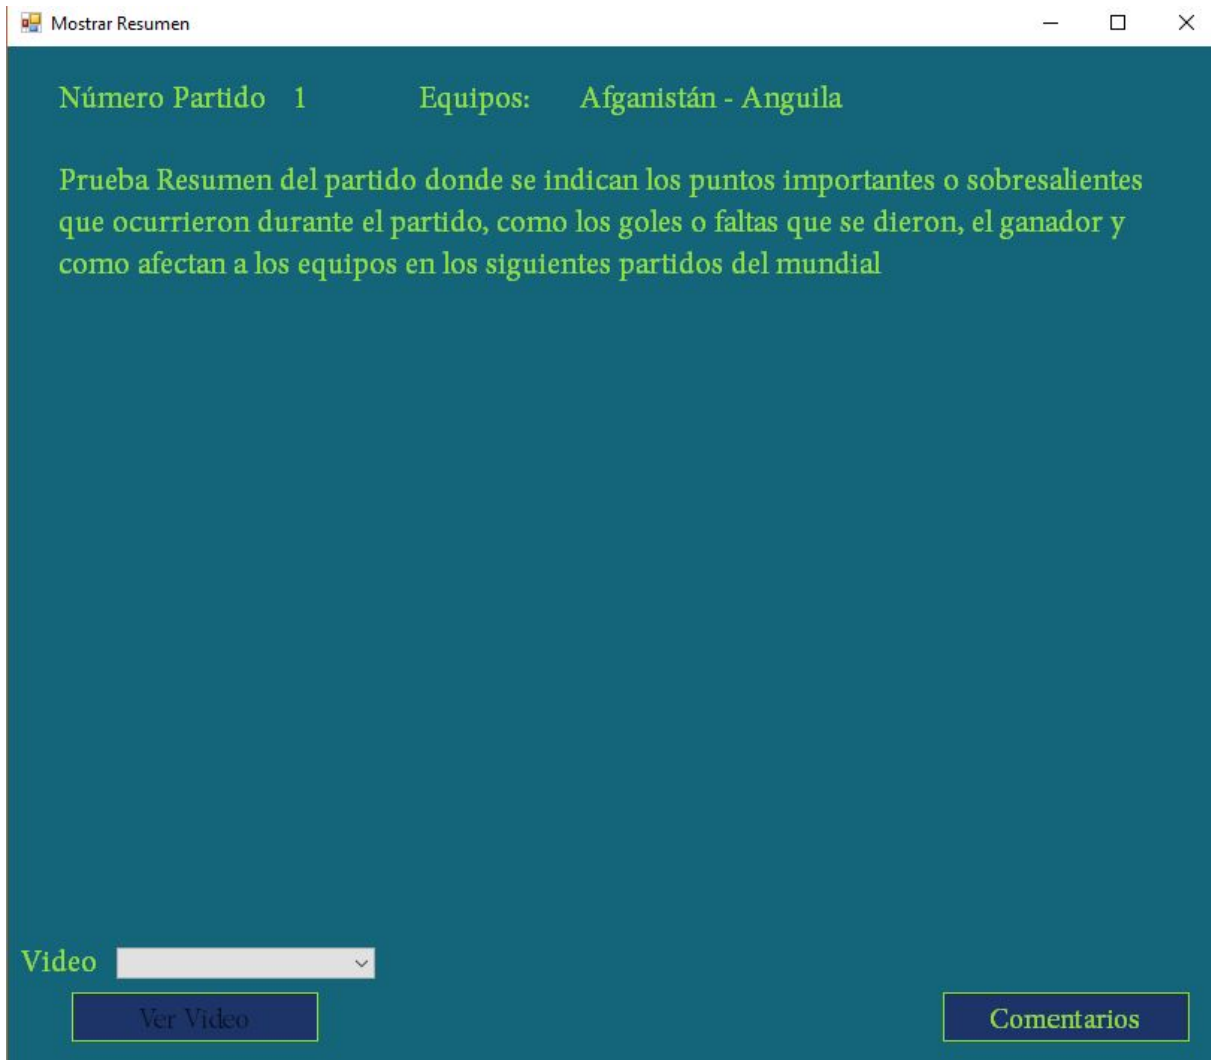 Mostrar Resumen
Número Partido 1 Equipos: Afganistán - Anguila
Prueba Resumen del partido donde se indican los puntos importantes o sobresalientes
que ocurrieron durante el partido, como los goles o faltas que se dieron, el ganador y
como afectan a los equipos en los siguientes partidos del mundial
Video
Ver Video Comentarios